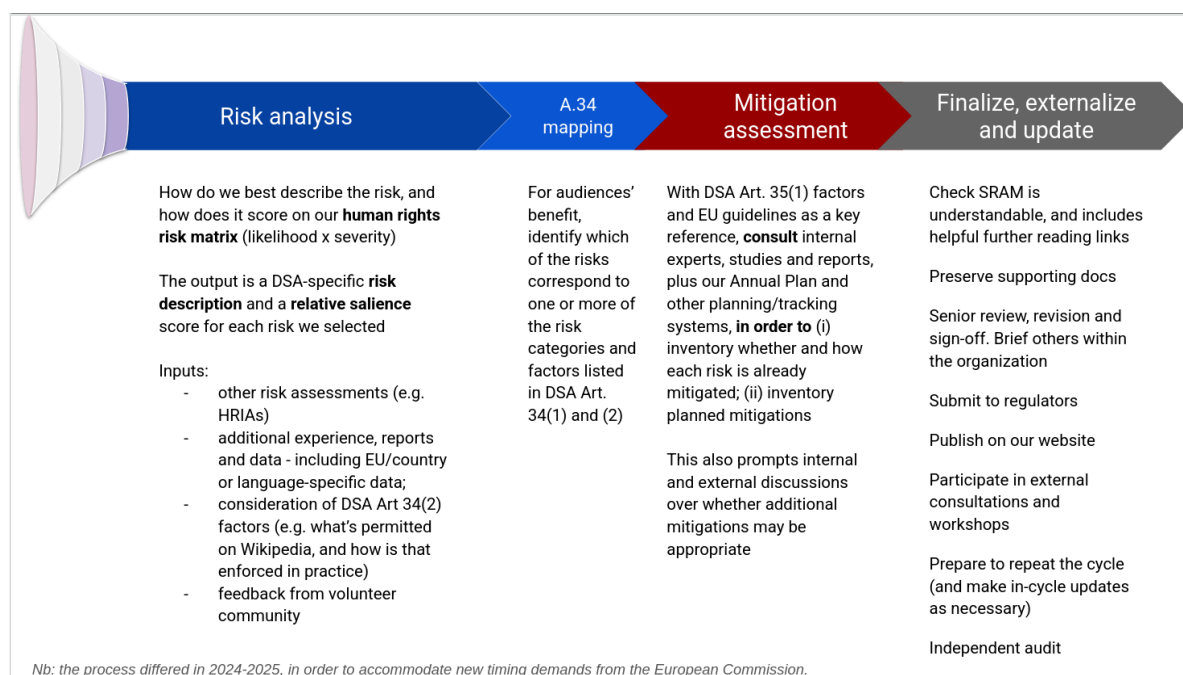 Risk analysis
A.34
mapping
Mitigation
assessment
Finalize, externalize
and update
How do we best describe the risk, and
how does it score on our human rights
risk matrix (likelihood x severity)
The output is a DSA-specific risk
description and a relative salience
score for each risk we selected
Inputs:
- other risk assessments (e.g.
HRIAs)
- additional experience, reports
and data - including EU/country
or language-specific data;
- consideration of DSA Art 34(2)
factors (e.g. what's permitted
on Wikipedia, and how is that
enforced in practice)
- feedback from volunteer
community
For audiences'
benefit,
identify which
of the risks
correspond to
one or more of
the risk
categories and
factors listed
in DSA Art.
34(1) and (2)
With DSA Art. 35(1) factors
and EU guidelines as a key
reference, consult internal
experts, studies and reports,
plus our Annual Plan and
other planning/tracking
systems, in order to (i)
inventory whether and how
each risk is already
mitigated; (ii) inventory
planned mitigations
This also prompts internal
and external discussions
over whether additional
mitigations may be
appropriate
Check SRAM is
understandable, and includes
helpful further reading links
Preserve supporting docs
Senior review, revision and
sign-off. Brief others within
the organization
Submit to regulators
Publish on our website
Participate in external
consultations and
workshops
Prepare to repeat the cycle
(and make in-cycle updates
as necessary)
Independent audit
Nb: the process differed in 2024-2025, in order to accommodate new timing demands from the European Commission.